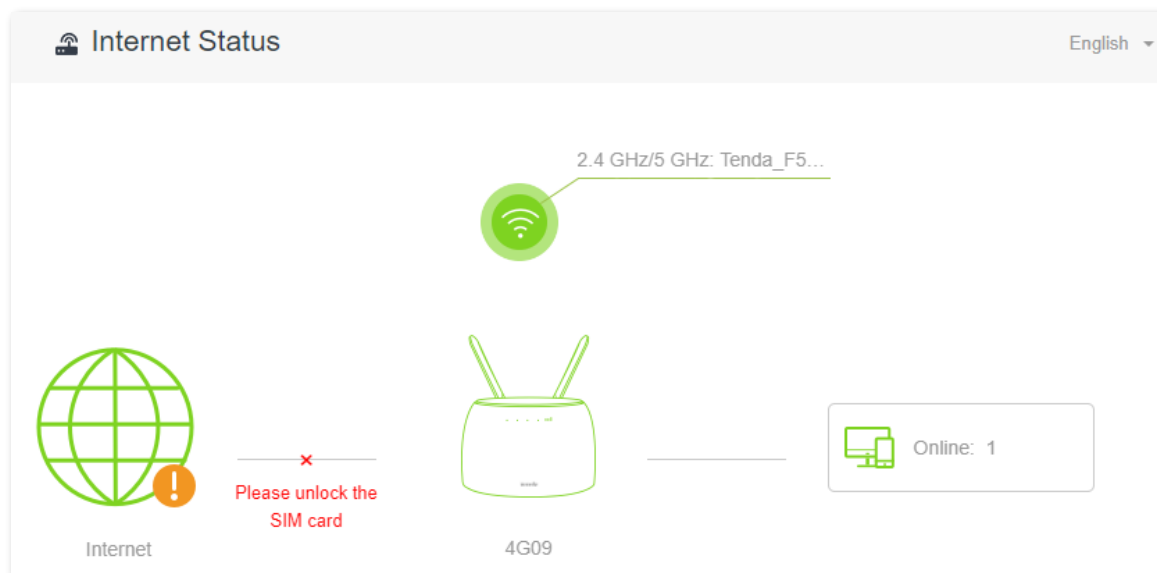 Internet Status
English
2.4 GHz/5 GHz: Tenda_F5...
Online: 1
Please unlock the
SIM card
Internet
4G09